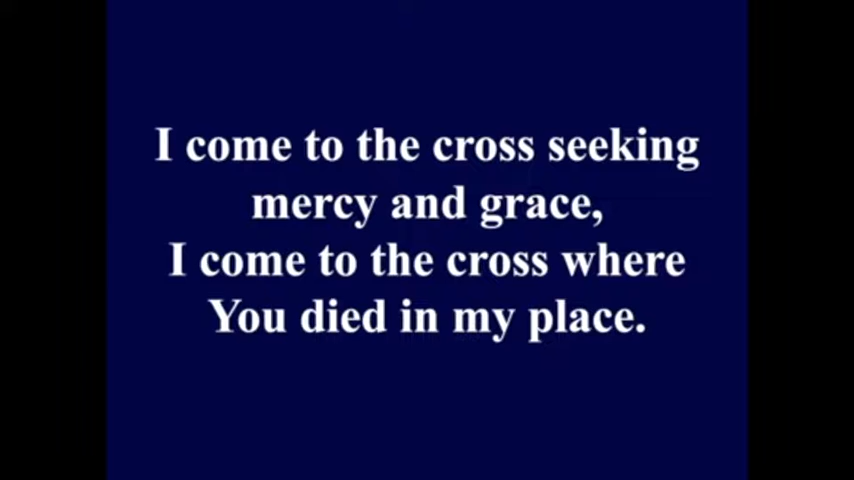 I come to the cross seeking
mercy and grace,
I come to the cross where
You died in my place.